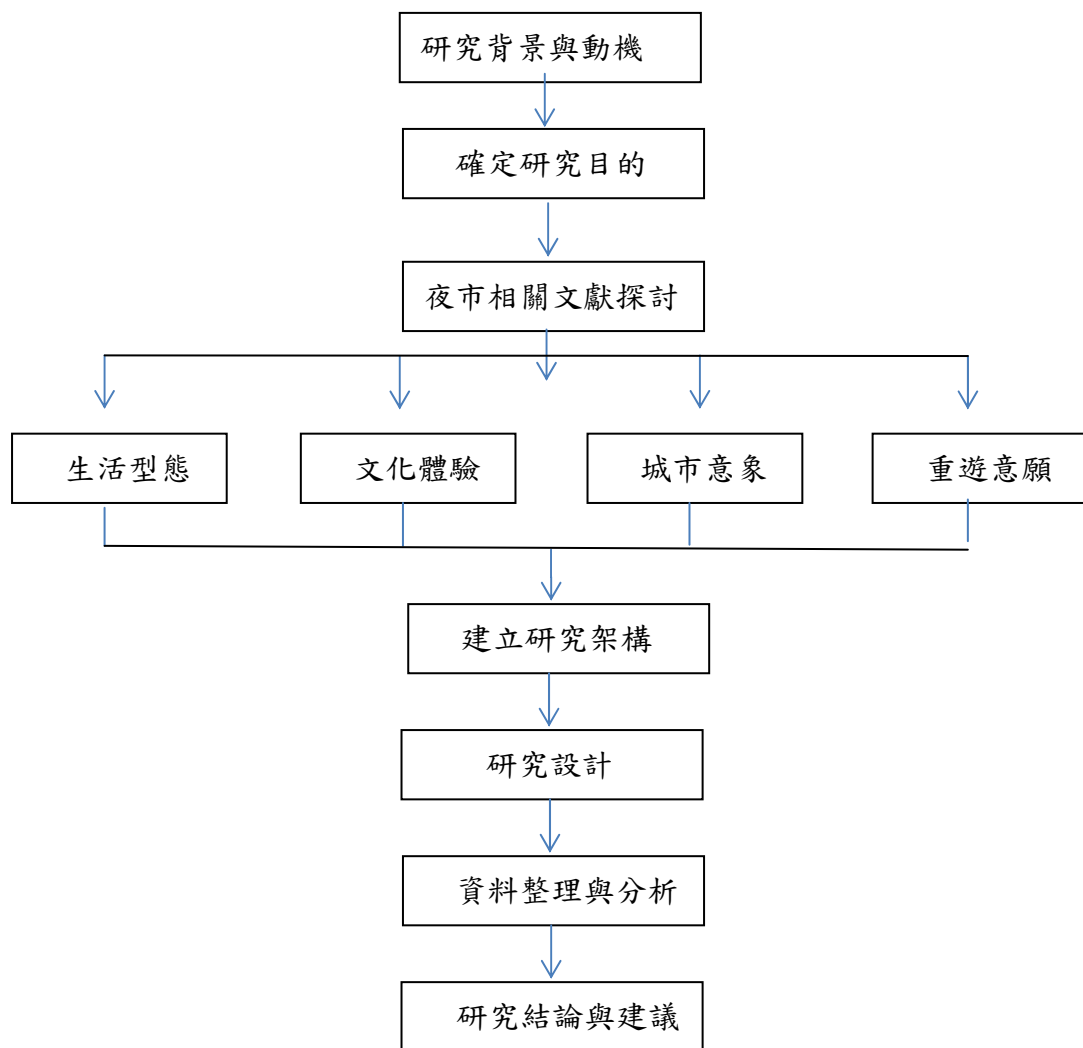 研究背景與動機
確定研究目的
夜市相關文獻探討
生活型態
文化體驗
城市意象
重遊意願
建立研究架構
研究設計
資料整理與分析
研究結論與建議